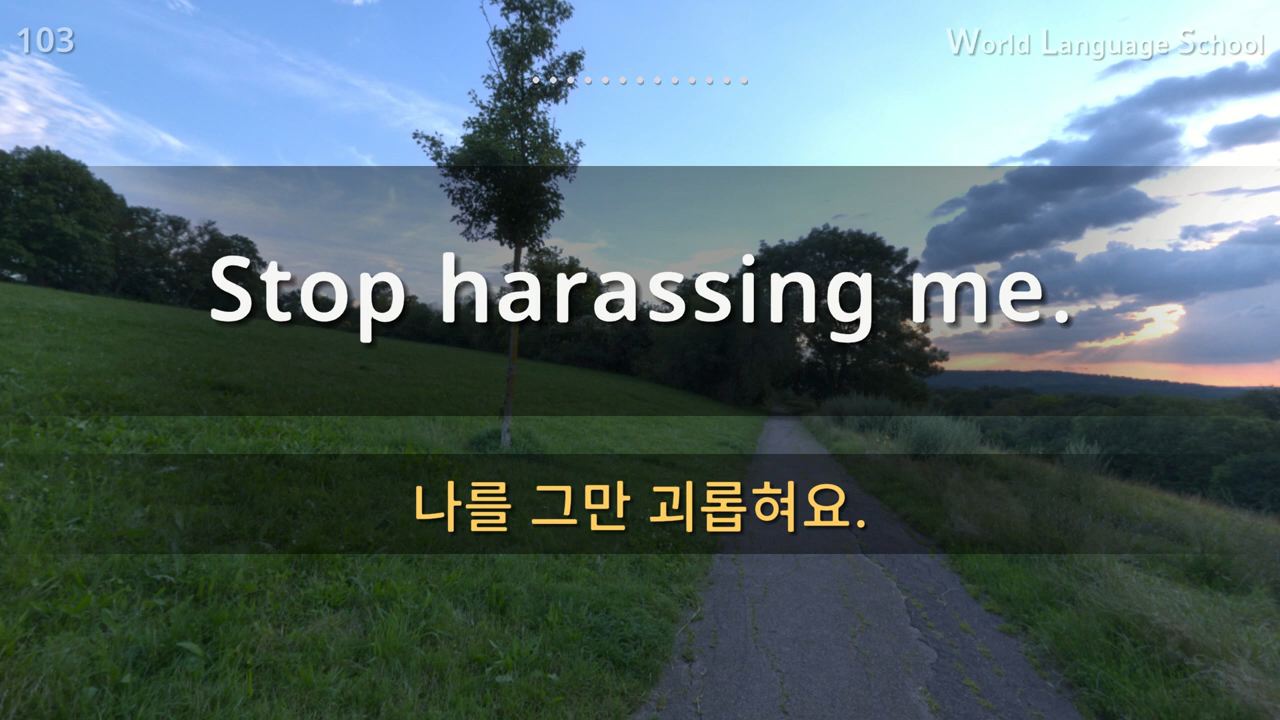 103
World Language School
Stop harassing me.
나를 그만 괴롭혀요.